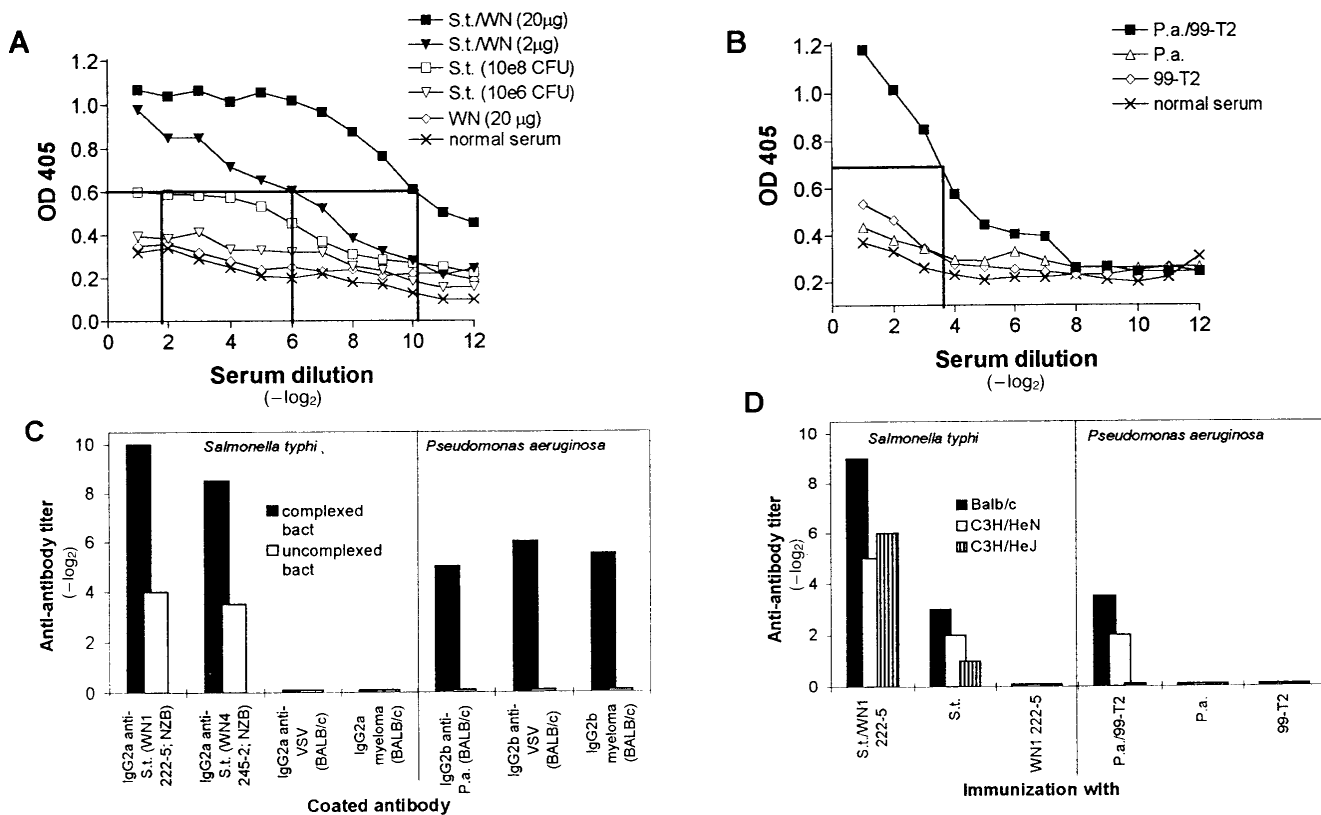 A
S.t./WN (20µg)
S.t./WN (2µg)
S.t. (10e8 CFU)
S.t. (10e6 CFU)
WN (20 µg)
normal serum
OD 405
1.2
1.0
0.8
0.6
0.4
0.2
0.0
0 2 4 6 8 10 12
Serum dilution
(−log₂)
B
P.a./99-T2
P.a.
99-T2
normal serum
OD 405
1.2
1.0
0.8
0.6
0.4
0.2
0 2 4 6 8 10 12
Serum dilution
(−log₂)
C
Salmonella typhi
Pseudomonas aeruginosa
complexed
bact
uncomplexed
bact
Anti-antibody titer
(−log₂)
10
8
6
4
2
0
IgG2a anti-
S.t. (WN1
222-5; NZB)
IgG2a anti-
S.t. (WN4
245-2; NZB)
IgG2a anti-
VSV
(BALB/c)
IgG2a
myeloma
(BALB/c)
IgG2b anti-
P.a. (BALB/c)
IgG2b anti-
VSV
(BALB/c)
IgG2b
myeloma
(BALB/c)
Coated antibody
D
Salmonella typhi
Pseudomonas aeruginosa
Balb/c
C3H/HeN
C3H/HeJ
Anti-antibody titer
(−log₂)
10
8
6
4
2
0
S.t./WN1
222-5
S.t.
WN1 222-5
P.a./99-T2
P.a.
99-T2
Immunization with